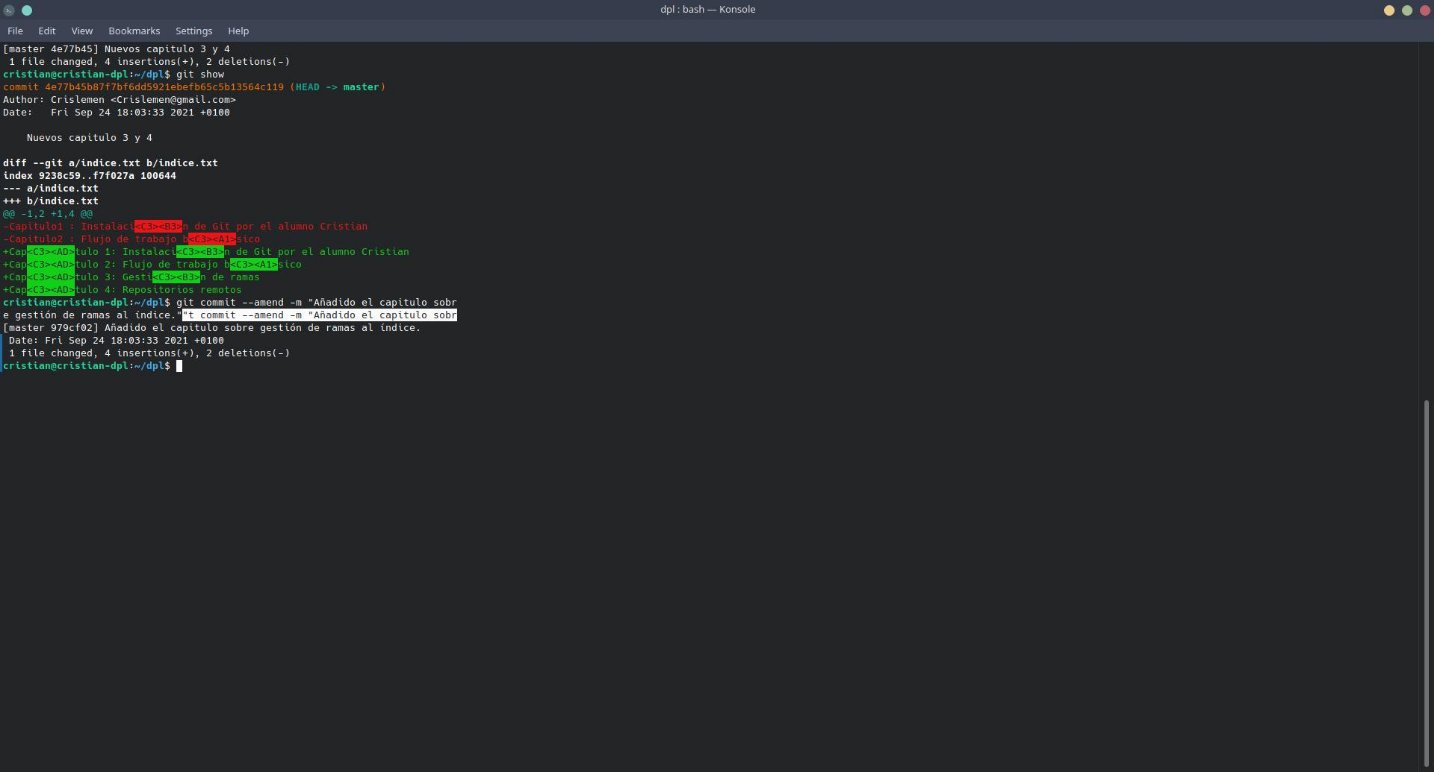 dpl : bash — Konsole
File Edit View Bookmarks Settings Help
[master 4e77b45] Nuevos capitulo 3 y 4
 1 file changed, 4 insertions(+), 2 deletions(-)
cristian@cristian-dpl:~/dpl$ git show
commit 4e77b45b87f7bf6dd5921ebefb65c5b13564c119 (HEAD -> master)
Author: Crislemen <Crislemen@gmail.com>
Date:   Fri Sep 24 18:03:33 2021 +0100
    Nuevos capitulo 3 y 4
diff --git a/indice.txt b/indice.txt
index 9238c59..f7f027a 100644
--- a/indice.txt
+++ b/indice.txt
@@ -1,2 +1,4 @@
-Capitulo1 : Instalaci<C3><B3>n de Git por el alumno Cristian
-Capitulo2 : Flujo de trabajo b<C3><A1>sico
+Cap<C3><AD>tulo 1: Instalaci<C3><B3>n de Git por el alumno Cristian
+Cap<C3><AD>tulo 2: Flujo de trabajo b<C3><A1>sico
+Cap<C3><AD>tulo 3: Gesti<C3><B3>n de ramas
+Cap<C3><AD>tulo 4: Repositorios remotos
cristian@cristian-dpl:~/dpl$ git commit --amend -m "Añadido el capitulo sobr
e gestión de ramas al índice.""t commit --amend -m "Añadido el capitulo sobr
[master 979cf02] Añadido el capitulo sobre gestión de ramas al índice.
 Date: Fri Sep 24 18:03:33 2021 +0100
 1 file changed, 4 insertions(+), 2 deletions(-)
cristian@cristian-dpl:~/dpl$